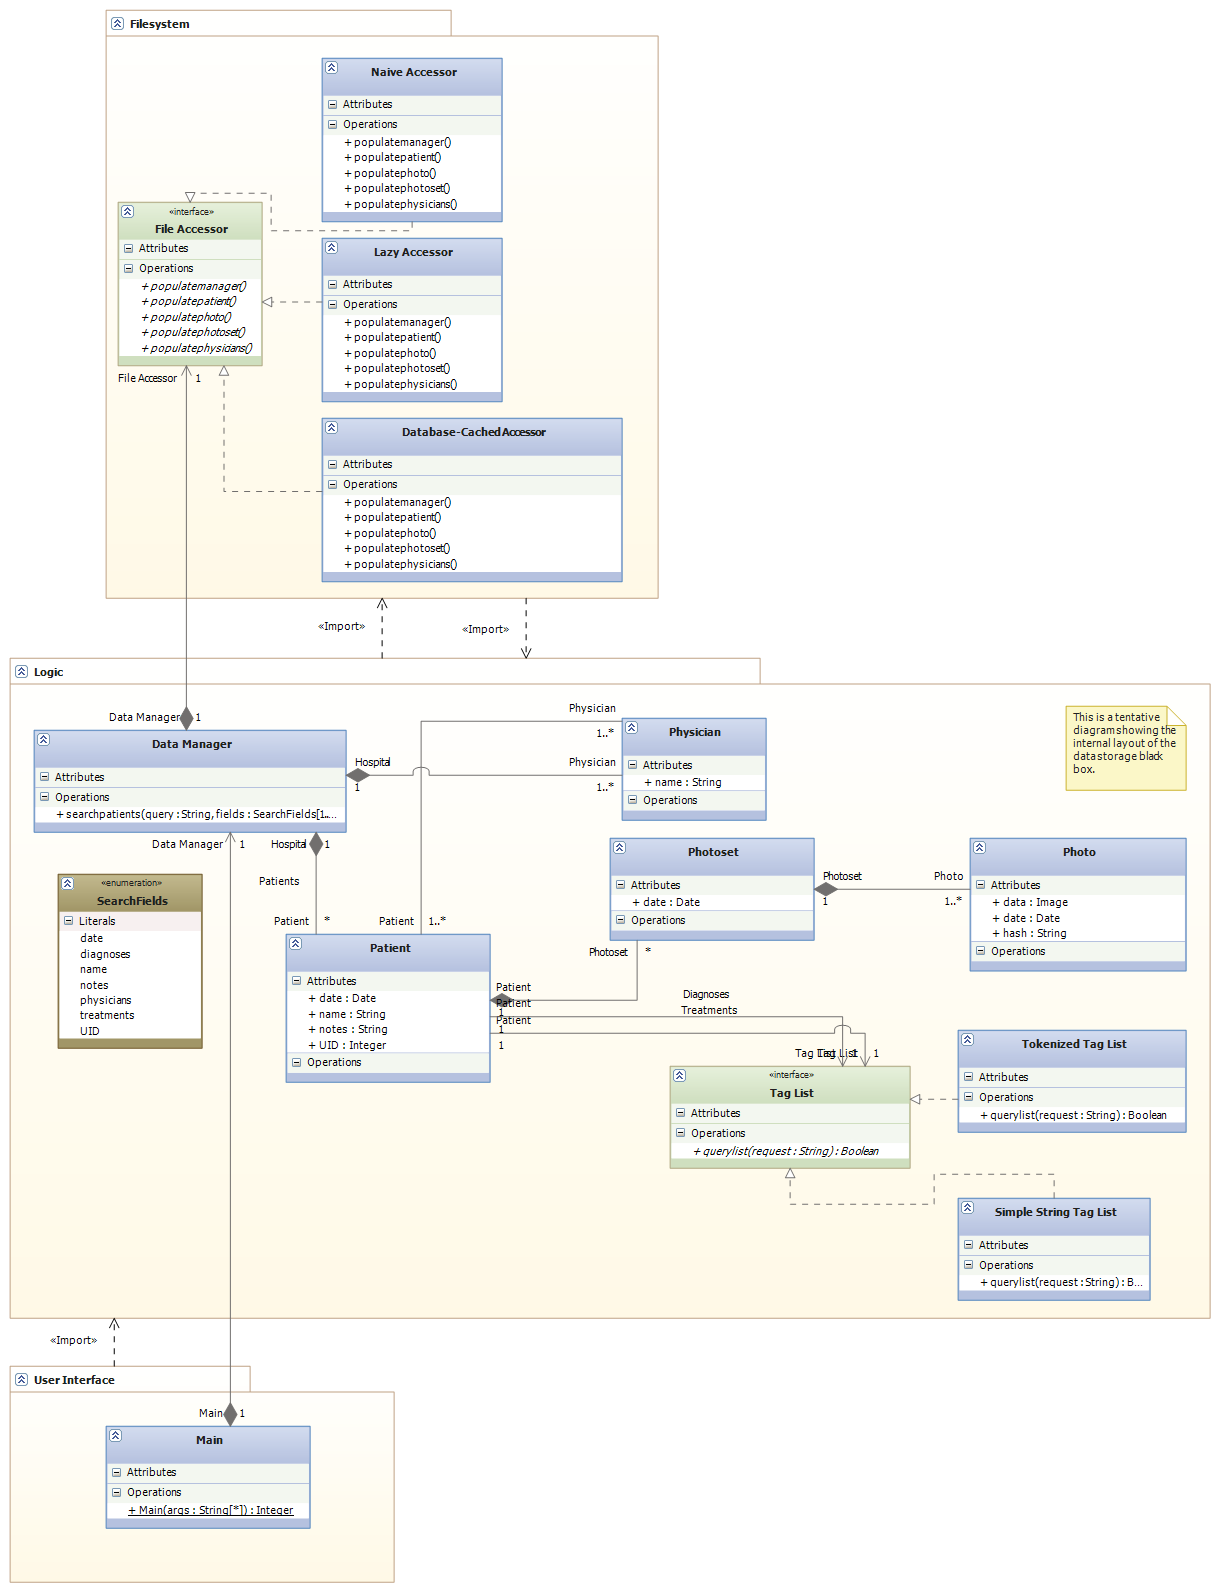 Filesystem
Naive Accessor
Attributes
Operations
+ populatemanager()
+ populatepatient()
+ populatephoto()
+ populatephotoset()
+ populatephysicians()
«interface»
File Accessor
Attributes
Operations
+ populatemanager()
+ populatepatient()
+ populatephoto()
+ populatephotoset()
+ populatephysicians()
File Accessor 1
Lazy Accessor
Attributes
Operations
+ populatemanager()
+ populatepatient()
+ populatephoto()
+ populatephotoset()
+ populatephysicians()
Database-Cached Accessor
Attributes
Operations
+ populatemanager()
+ populatepatient()
+ populatephoto()
+ populatephotoset()
+ populatephysicians()
«Import»
«Import»
Logic
Data Manager 1
Data Manager
Attributes
Operations
+ searchpatients(query : String, fields : SearchFields[1...
Hospital
1
Physician
1..*
Physician
1..*
Physician
Attributes
+ name : String
Operations
This is a tentative
diagram showing the
internal layout of the
data storage black
box.
Data Manager 1
Hospital 1
Patients
Patient *
Patient 1..*
«enumeration»
SearchFields
Literals
date
diagnoses
name
notes
physicians
treatments
UID
Photoset
Attributes
+ date : Date
Operations
Photoset
1
Photo
1..*
Photo
Attributes
+ data : Image
+ date : Date
+ hash : String
Operations
Photoset *
Patient
Attributes
+ date : Date
+ name : String
+ notes : String
+ UID : Integer
Operations
Patient
1
Patient
1
Patient
1
Diagnoses
Treatments
Tag List 1
Tag List 1
«interface»
Tag List
Attributes
Operations
+ querylist(request : String) : Boolean
Tokenized Tag List
Attributes
Operations
+ querylist(request : String) : Boolean
Simple String Tag List
Attributes
Operations
+ querylist(request : String) : B...
«Import»
User Interface
Main 1
Main
Attributes
Operations
+ Main(args : String[*]) : Integer